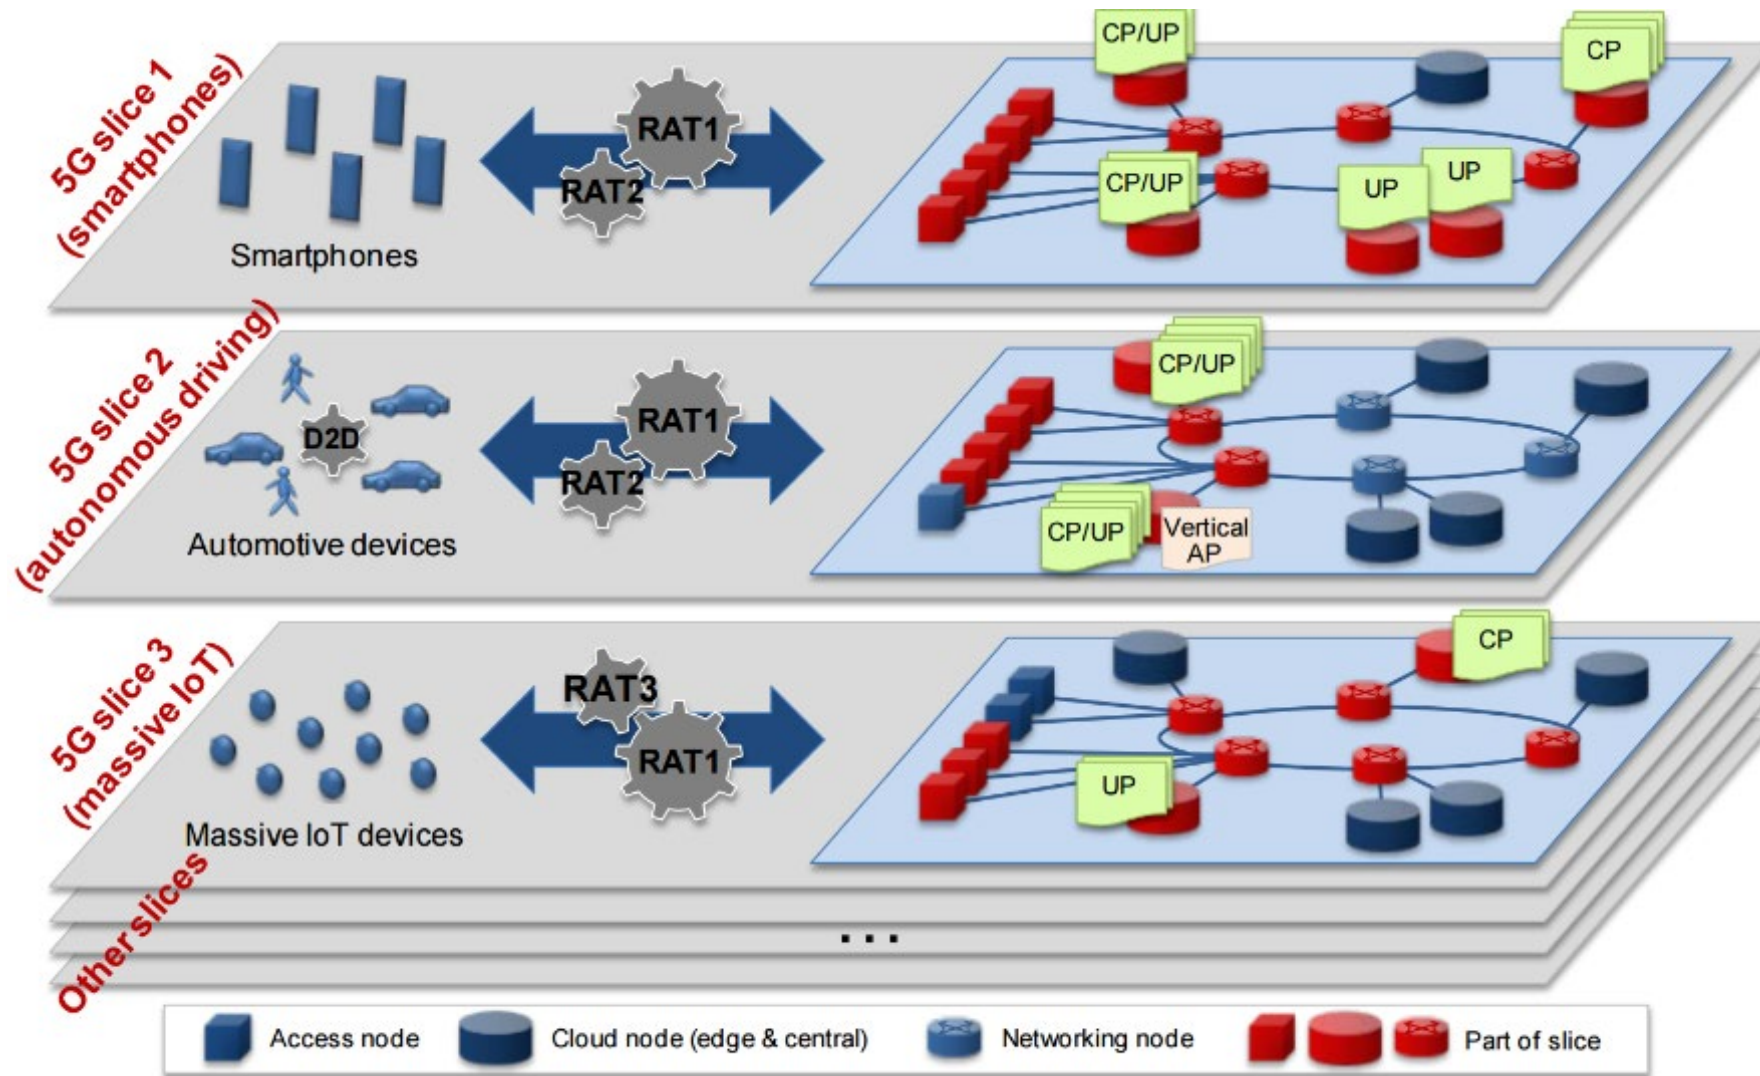 5G slice 1
(smartphones)
Smartphones
RAT1
RAT2
CP/UP
CP/UP
UP
UP
CP
5G slice 2
(autonomous driving)
D2D
Automotive devices
RAT1
RAT2
CP/UP
CP/UP
Vertical
AP
5G slice 3
(massive IoT)
Massive IoT devices
RAT3
RAT1
UP
CP
Other slices
...
Access node
Cloud node (edge & central)
Networking node
Part of slice